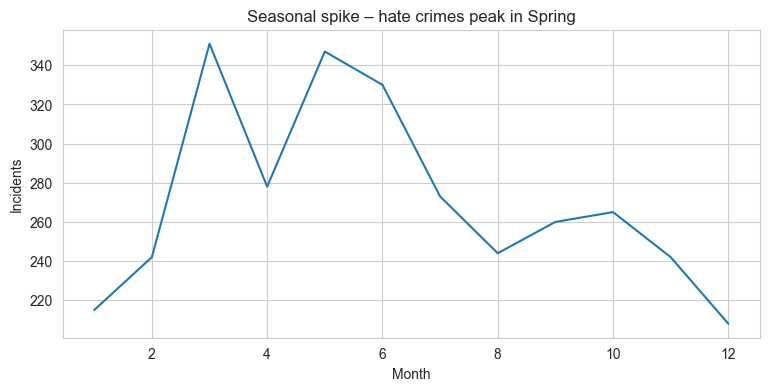 Seasonal spike – hate crimes peak in Spring
340
320
300
280
260
240
220
Incidents
2 4 6 8 10 12
Month